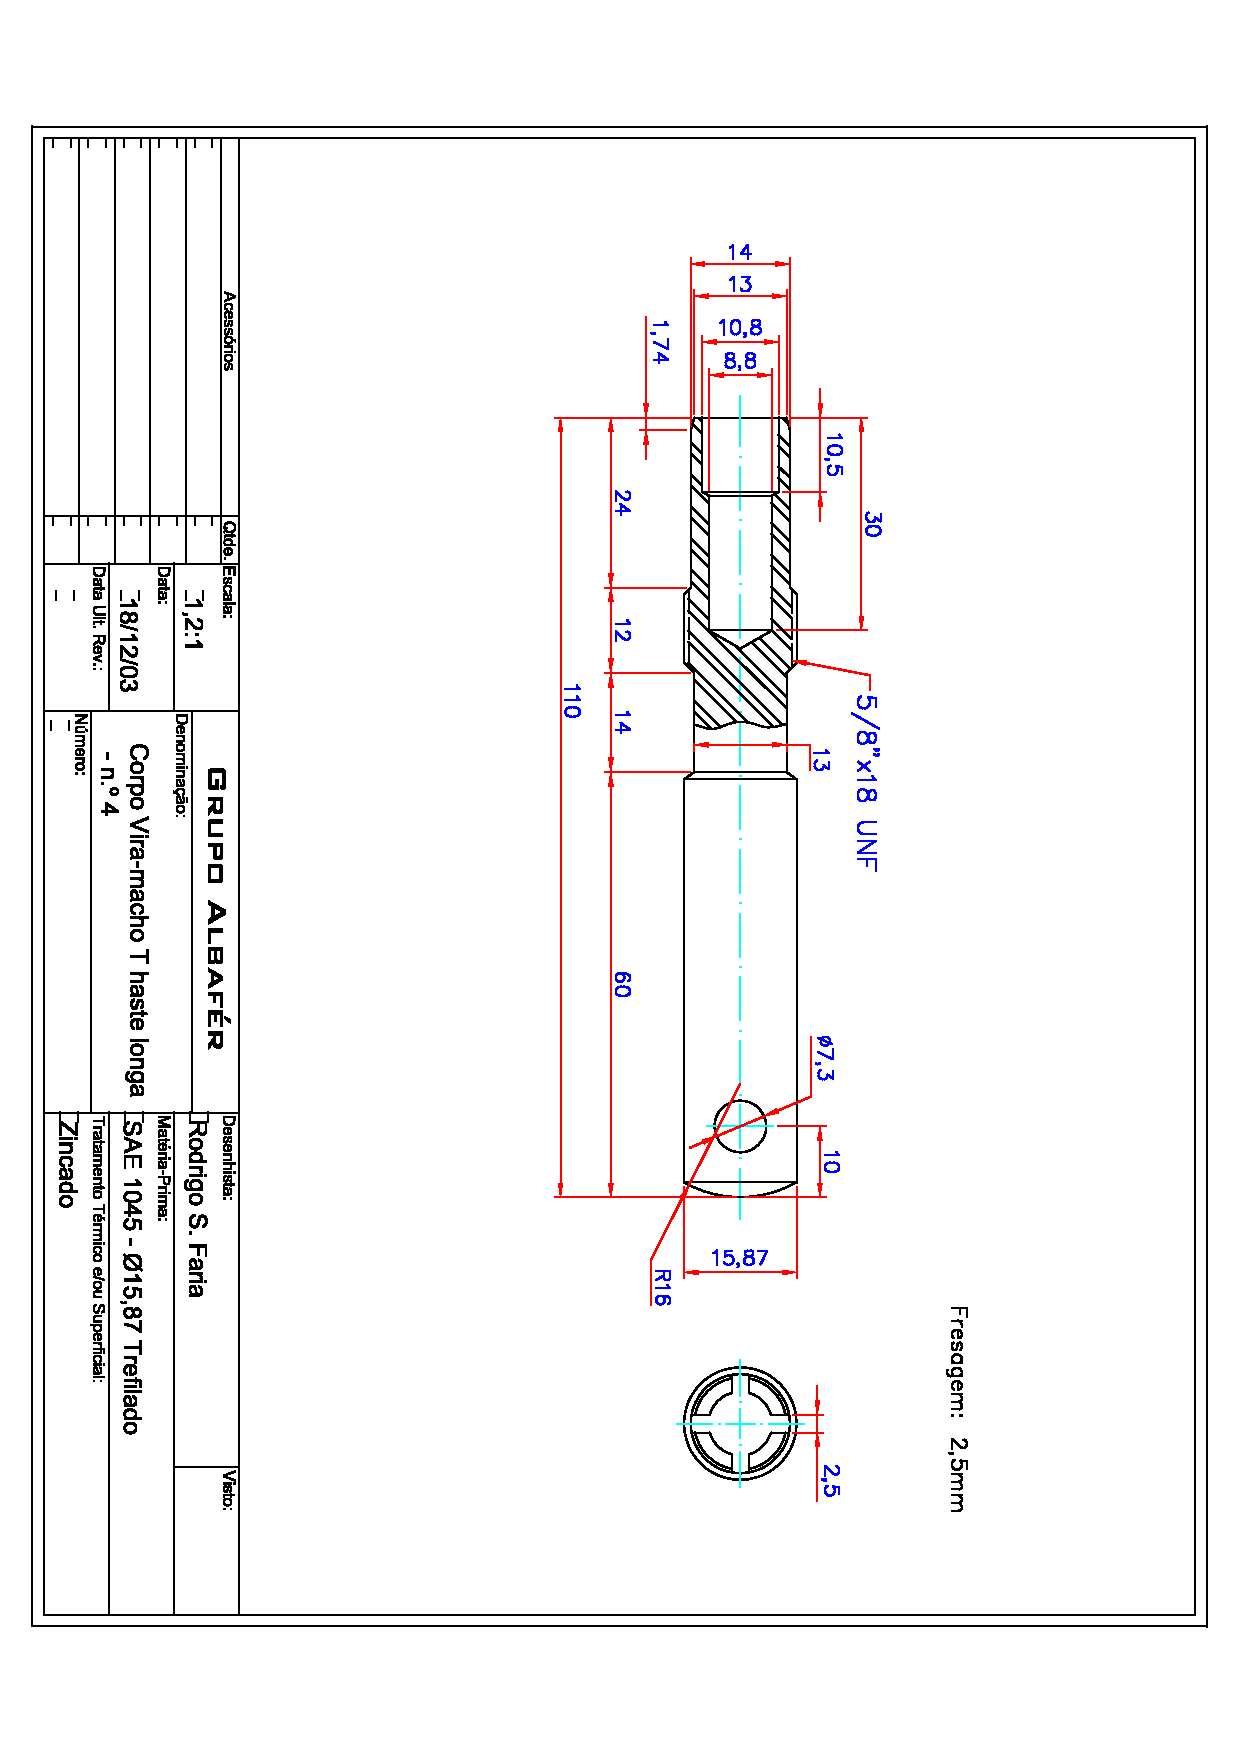 14
13
10,8
8,8
1,74
10,5
30
24
12
14
60
110
13
5/8"x18 UNF
ø7,3
10
15,87
R16
2,5
Fresagem: 2,5mm
Acessórios
Qtde.
Escala:
1,2:1
Data:
18/12/03
Data Ult. Rev.:
GRUPO ALBAFÉR
Denominação:
Corpo Vira-macho T haste longa
- n.º 4
Número:
Desenhista:
Rodrigo S. Faria
Visto:
Matéria-Prima:
SAE 1045 - Ø15,87 Trefilado
Tratamento Térmico e/ou Superficial:
Zincado